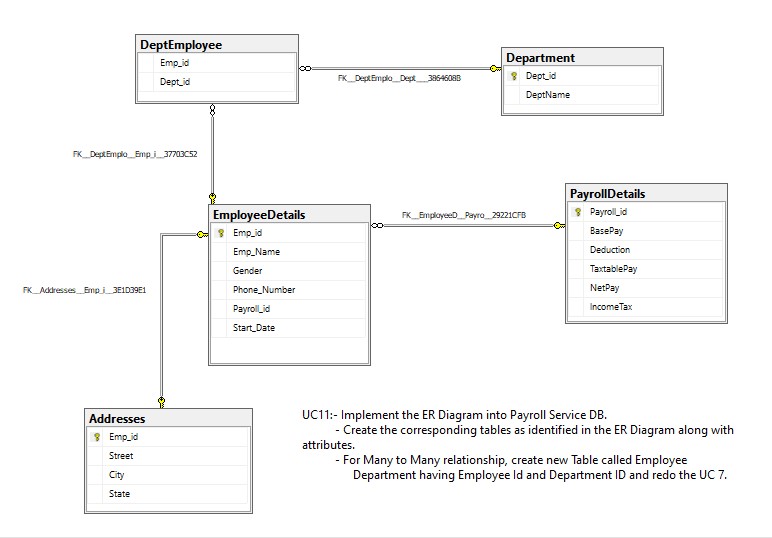 DeptEmployee
Emp_id
Dept_id
Department
Dept_id
DeptName
FK__DeptEmplo__Dept___3864608B
FK__DeptEmplo__Emp_i__37703C52
EmployeeDetails
Emp_id
Emp_Name
Gender
Phone_Number
Payroll_id
Start_Date
FK__EmployeeD__Payro__29221CFB
PayrollDetails
Payroll_id
BasePay
Deduction
TaxtablePay
NetPay
IncomeTax
FK__Addresses__Emp_i__3E1D39E1
Addresses
Emp_id
Street
City
State
UC11:- Implement the ER Diagram into Payroll Service DB.
- Create the corresponding tables as identified in the ER Diagram along with
attributes.
- For Many to Many relationship, create new Table called Employee
Department having Employee Id and Department ID and redo the UC 7.